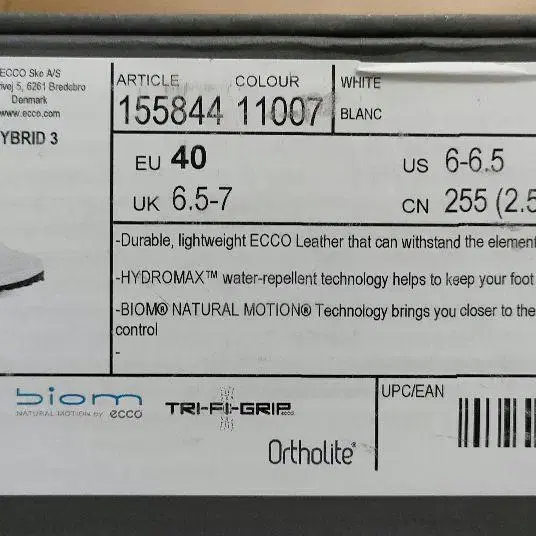 ECCO Sko A/S
vej 5, 6261 Bredebro
Denmark
www.ecco.com
YBRID 3
ARTICLE COLOUR
155844 11007
WHITE
BLANC
EU 40
US 6-6.5
UK 6.5-7
CN 255 (2.5
-Durable, lightweight ECCO Leather that can withstand the element
-HYDROMAX™ water-repellent technology helps to keep your foot
-BIOM® NATURAL MOTION® Technology brings you closer to the
control
-
biom
NATURAL MOTION BY ecco
TRI-FI-GRIP
ecco
Ortholite®
UPC/EAN